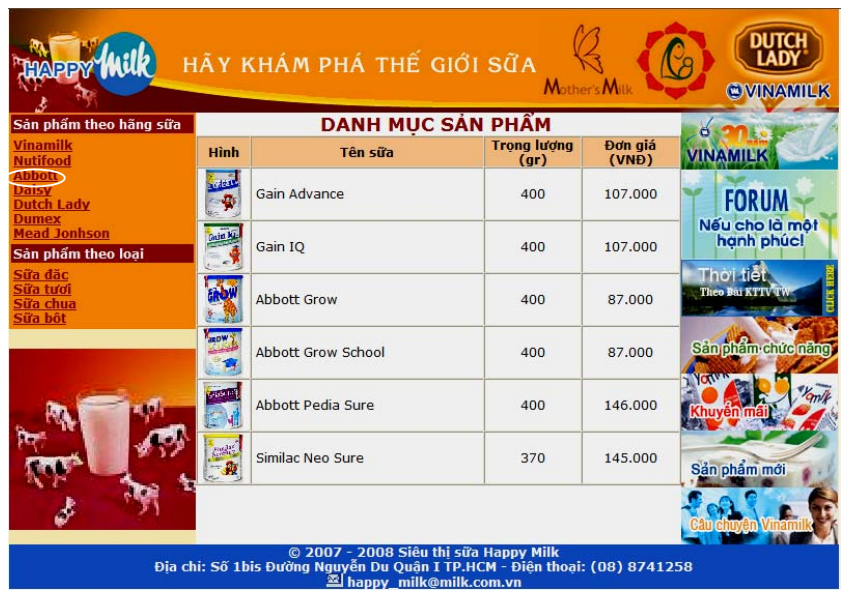 HAPPY Milk
HÃY KHÁM PHÁ THẾ GIỚI SỮA
Mother's Milk
DUTCH
LADY
VINAMILK
Sản phẩm theo hãng sữa
Vinamilk
Nutifood
Abbott
Daisy
Dutch Lady
Dumex
Mead Jonhson
Sản phẩm theo loại
Sữa đặc
Sữa tươi
Sữa chua
Sữa bột
DANH MỤC SẢN PHẨM
Hình Tên sữa Trọng lượng (gr) Đơn giá (VNĐ)
Gain Advance 400 107.000
Gain IQ 400 107.000
Abbott Grow 400 87.000
Abbott Grow School 400 87.000
Abbott Pedia Sure 400 146.000
Similac Neo Sure 370 145.000
30 năm
VINAMILK
FORUM
Nếu cho là một
hạnh phúc!
Thời tiết
Theo Đài KTTV TW
CLICK HERE
Sản phẩm chức năng
Khuyến mãi
Sản phẩm mới
Câu chuyện Vinamilk
© 2007 - 2008 Siêu thị sữa Happy Milk
Địa chỉ: Số 1bis Đường Nguyễn Du Quận I TP.HCM - Điện thoại: (08) 8741258
happy_milk@milk.com.vn